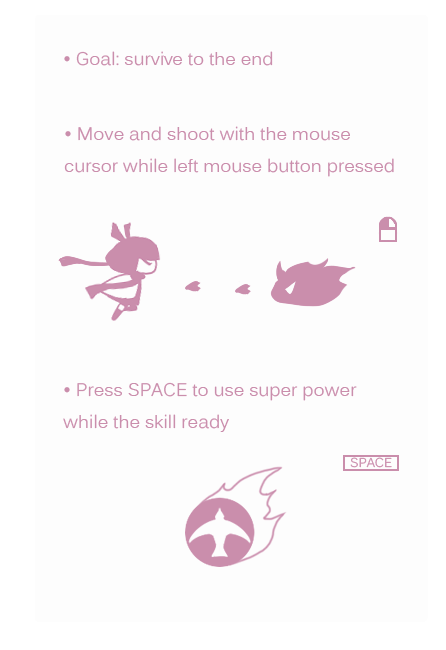 • Goal: survive to the end
• Move and shoot with the mouse
cursor while left mouse button pressed
• Press SPACE to use super power
while the skill ready
SPACE